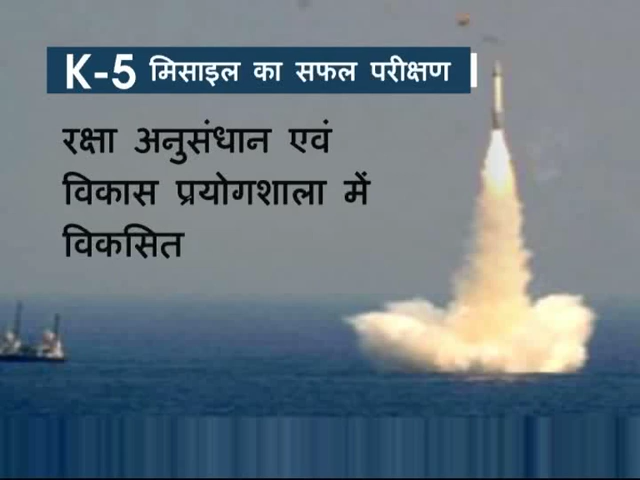 K-5 मिसाइल का सफल परीक्षण
रक्षा अनुसंधान एवं
विकास प्रयोगशाला में
विकसित